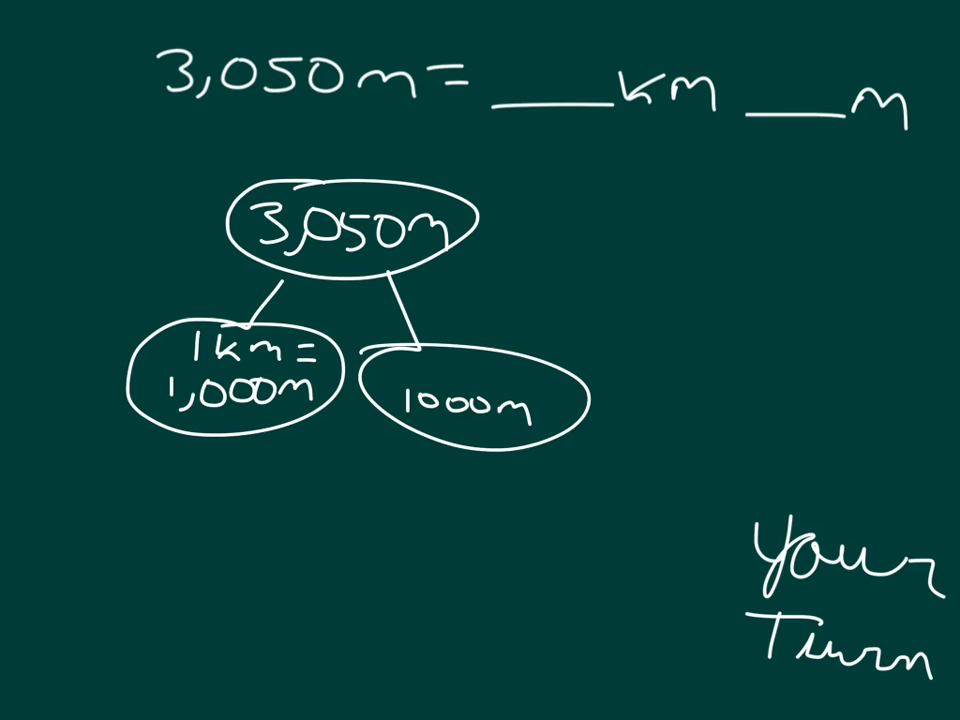 3,050m = ___km ___m
3,050m
1km =
1,000m
1000m
Your
Turn